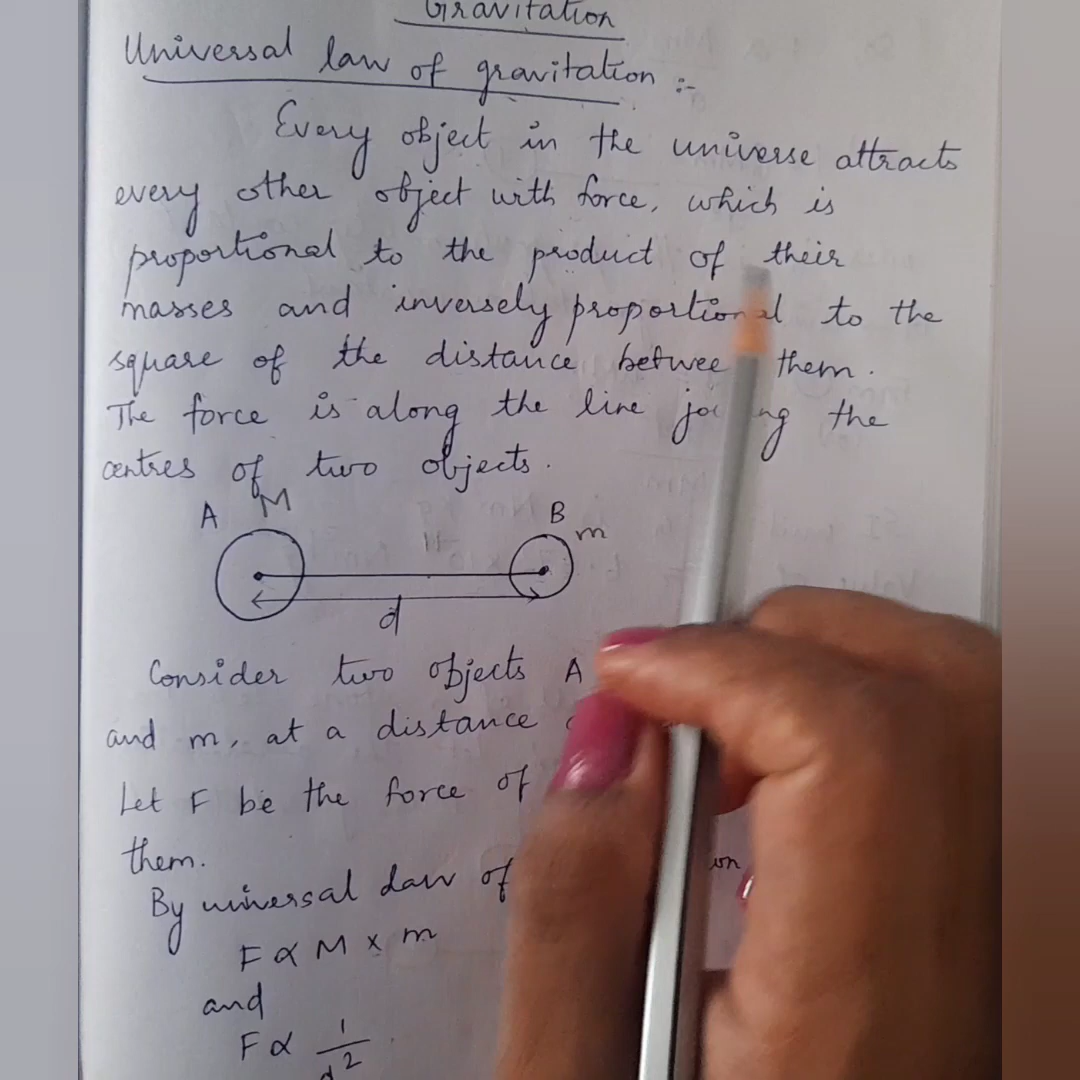 Gravitation
Universal law of gravitation :-
Every object in the universe attracts
every other object with force, which is
proportional to the product of their
masses and inversely proportional to the
square of the distance between them.
The force is along the line joining the
centres of two objects.
A M B m
d
Consider two objects A
and m, at a distance
Let F be the force of
them.
By universal law of
F ∝ M × m
and
F ∝ 1/d²